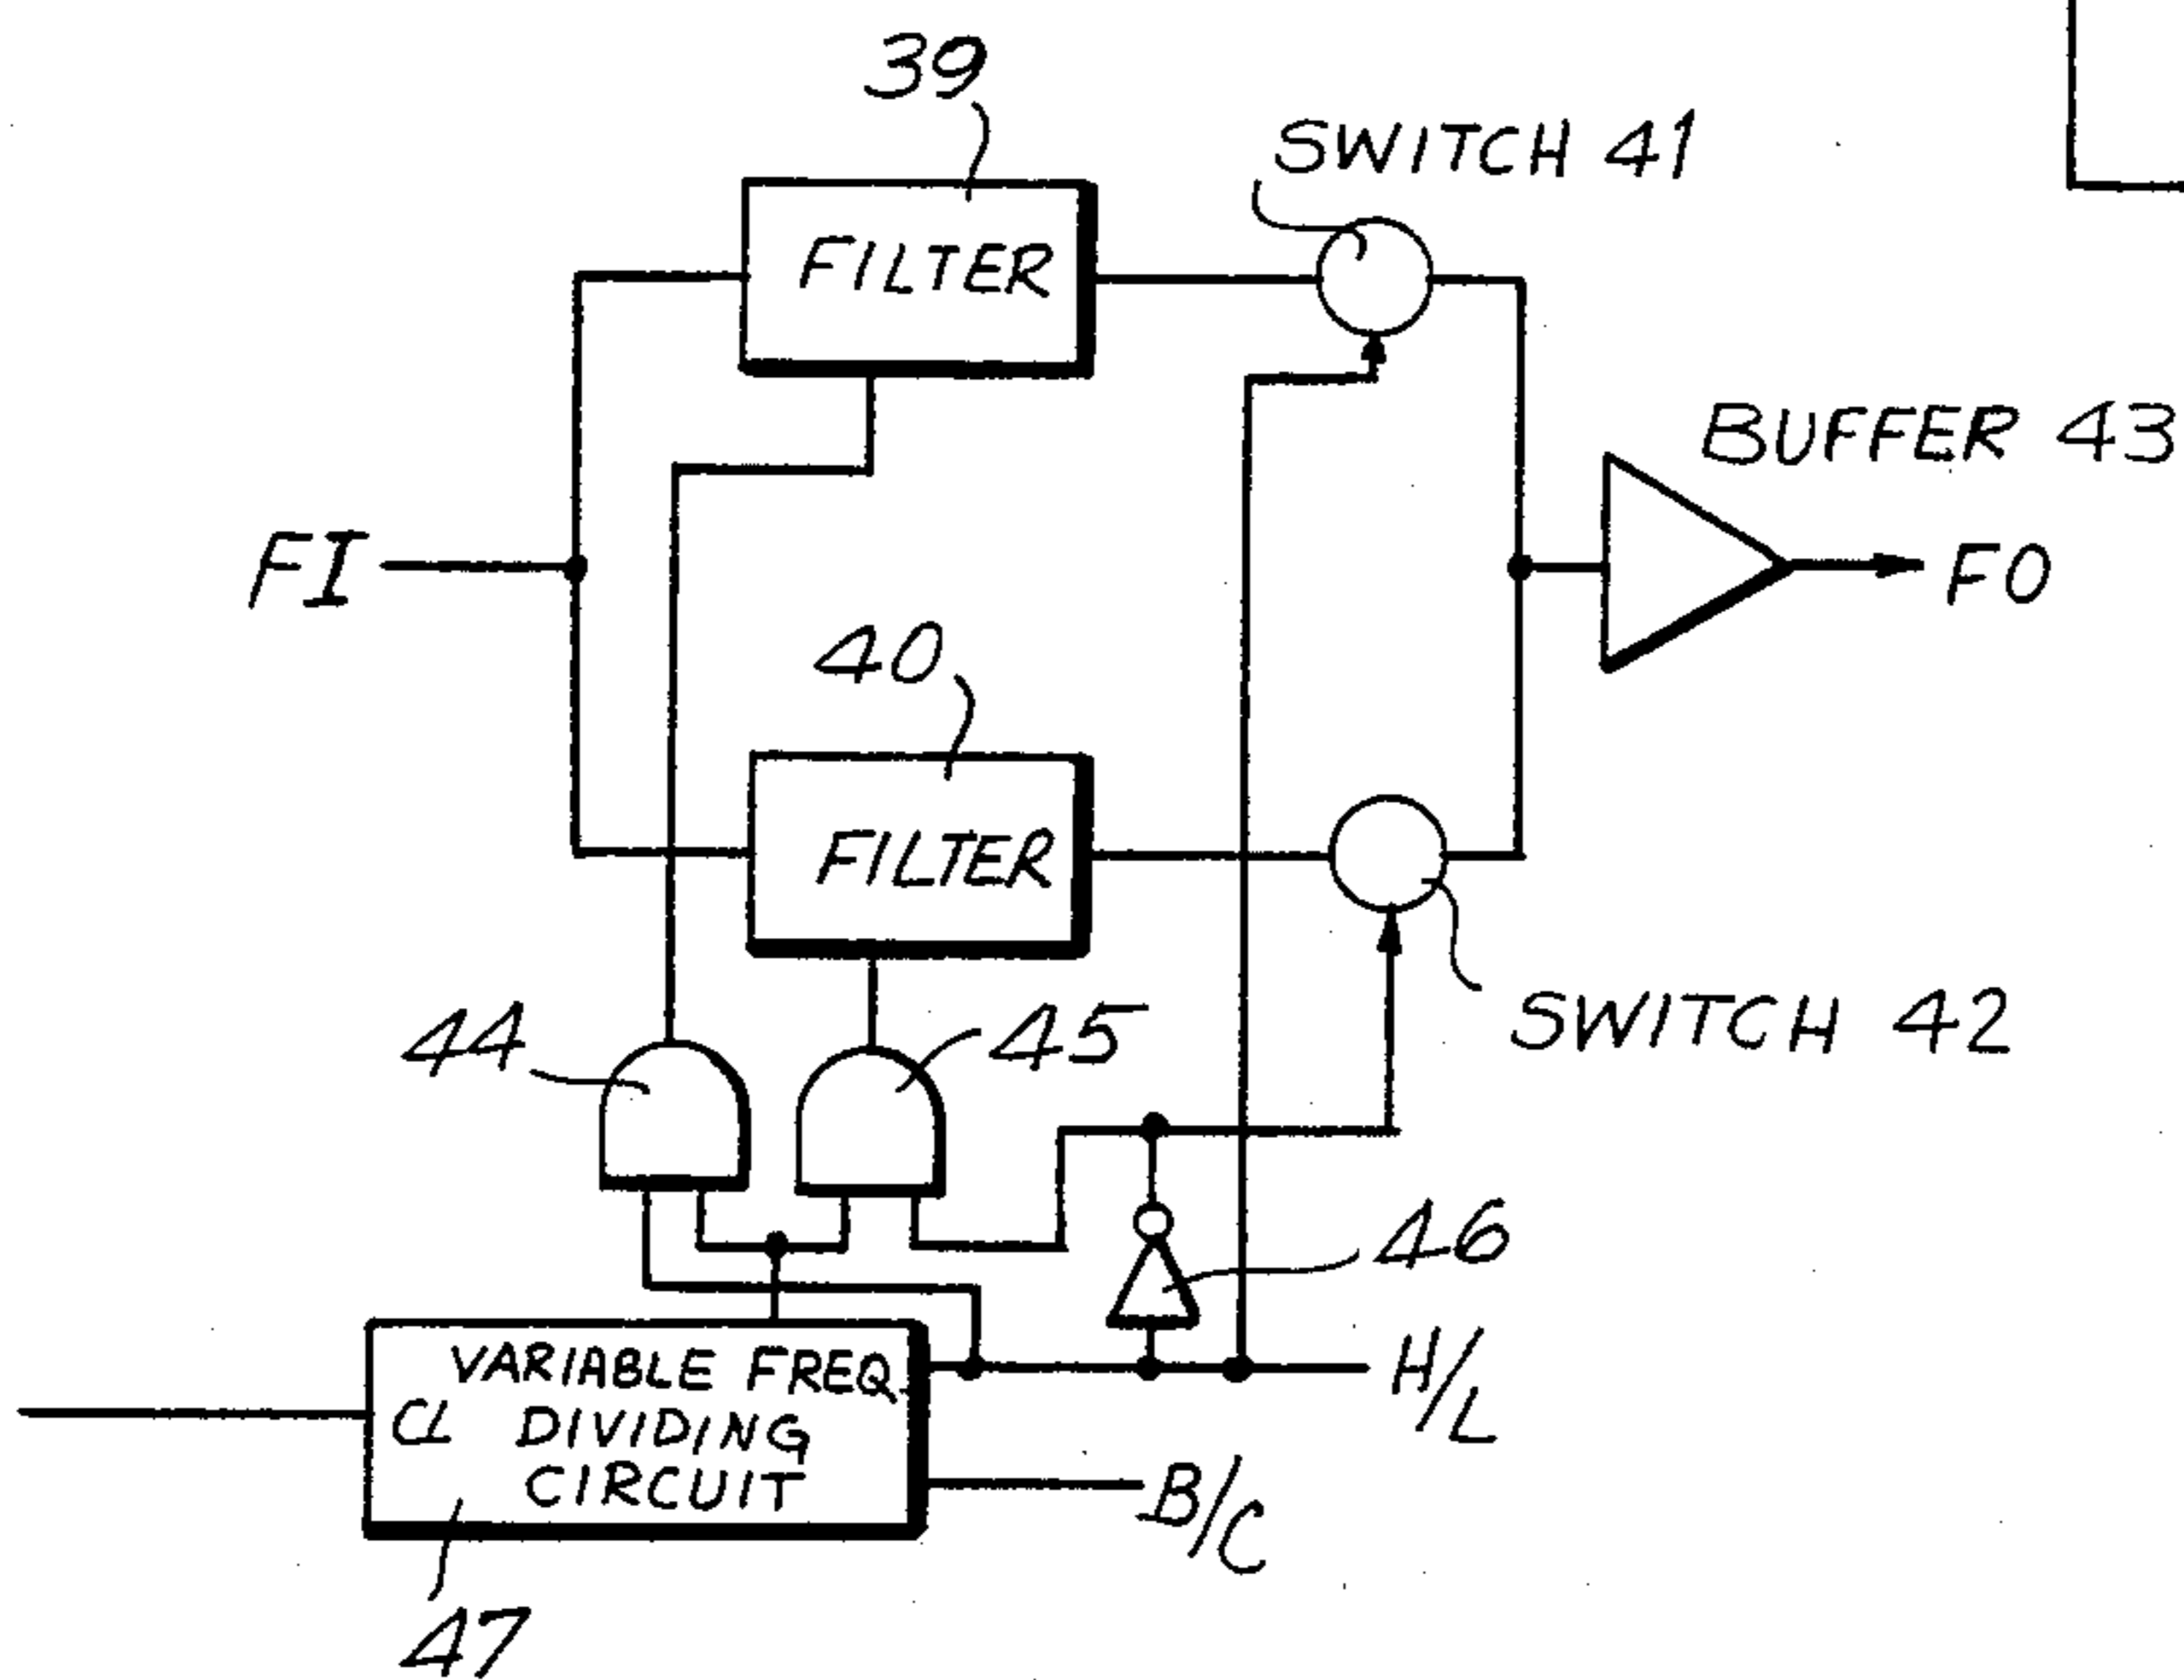 39
SWITCH 41
FILTER
BUFFER 43
FI
FO
40
FILTER
44
45
SWITCH 42
46
VARIABLE FREQ.
CL DIVIDING
CIRCUIT
H/L
B/C
47